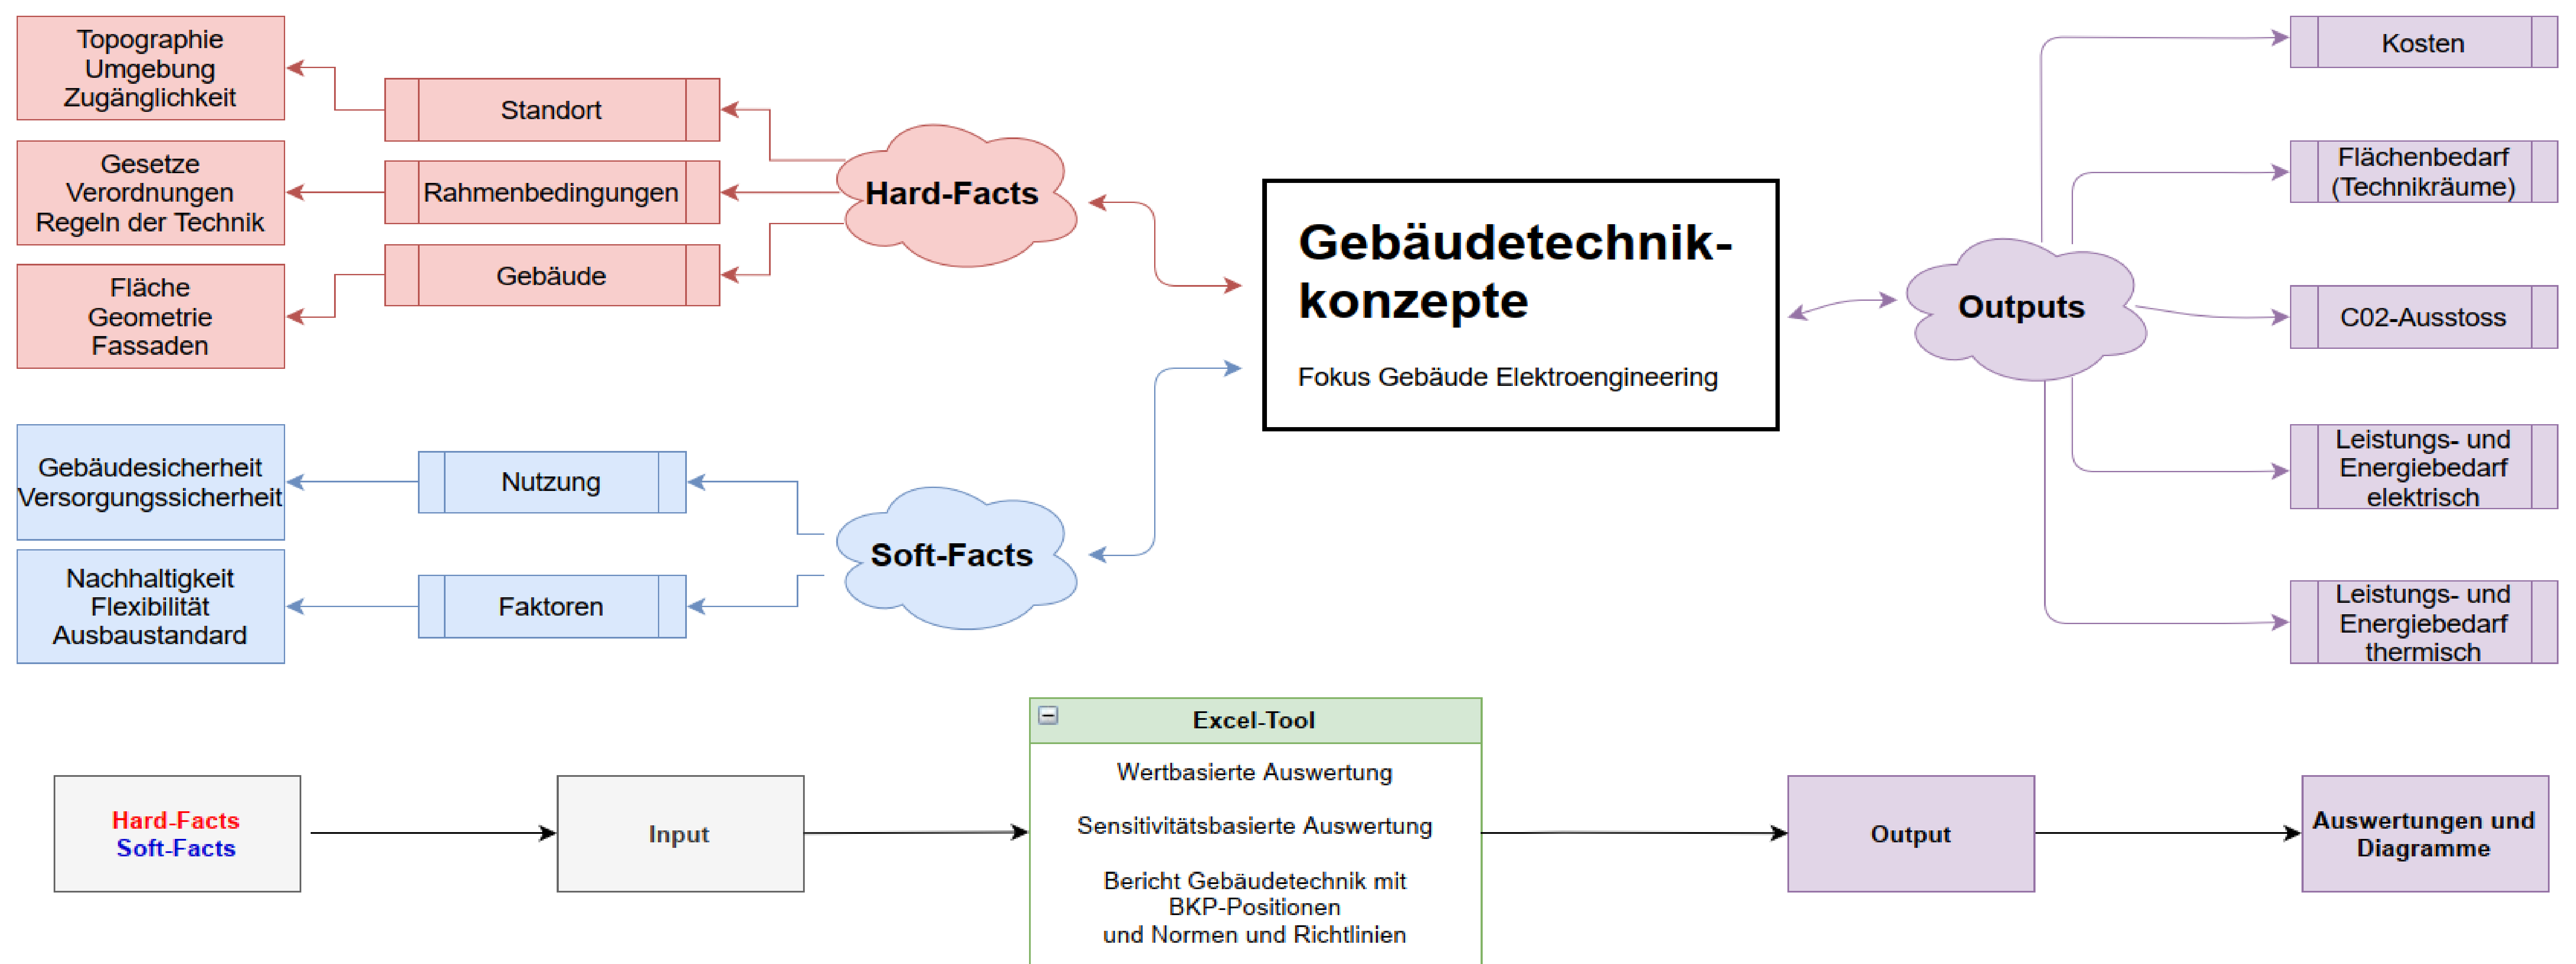 Topographie
Umgebung
Zugänglichkeit
Standort
Gesetze
Verordnungen
Regeln der Technik
Rahmenbedingungen
Fläche
Geometrie
Fassaden
Gebäude
Hard-Facts
Gebäudesicherheit
Versorgungssicherheit
Nutzung
Nachhaltigkeit
Flexibilität
Ausbaustandard
Faktoren
Soft-Facts
Gebäudetechnik-
konzepte
Fokus Gebäude Elektroengineering
Outputs
Kosten
Flächenbedarf
(Technikräume)
C02-Ausstoss
Leistungs- und
Energiebedarf
elektrisch
Leistungs- und
Energiebedarf
thermisch
Hard-Facts
Soft-Facts
Input
Excel-Tool
Wertbasierte Auswertung
Sensitivitätsbasierte Auswertung
Bericht Gebäudetechnik mit
BKP-Positionen
und Normen und Richtlinien
Output
Auswertungen und
Diagramme